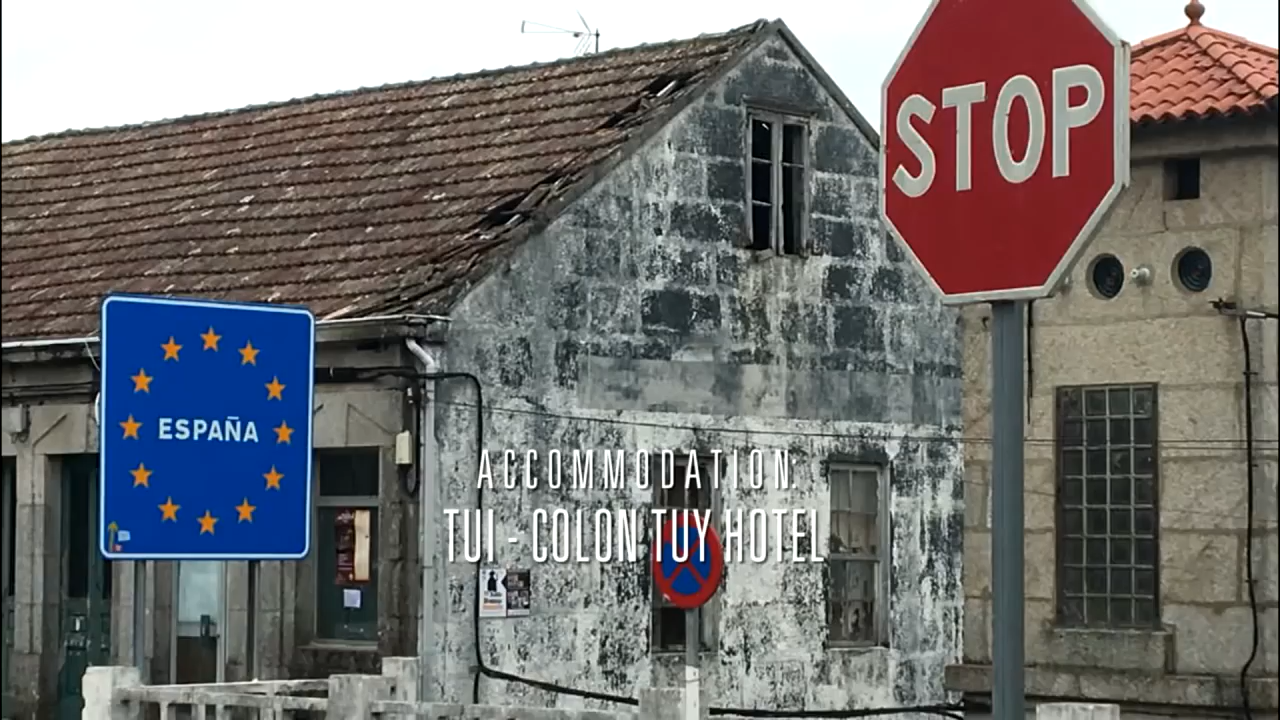 STOP
ESPAÑA
ACCOMMODATION:
TUI - COLON TUY HOTEL